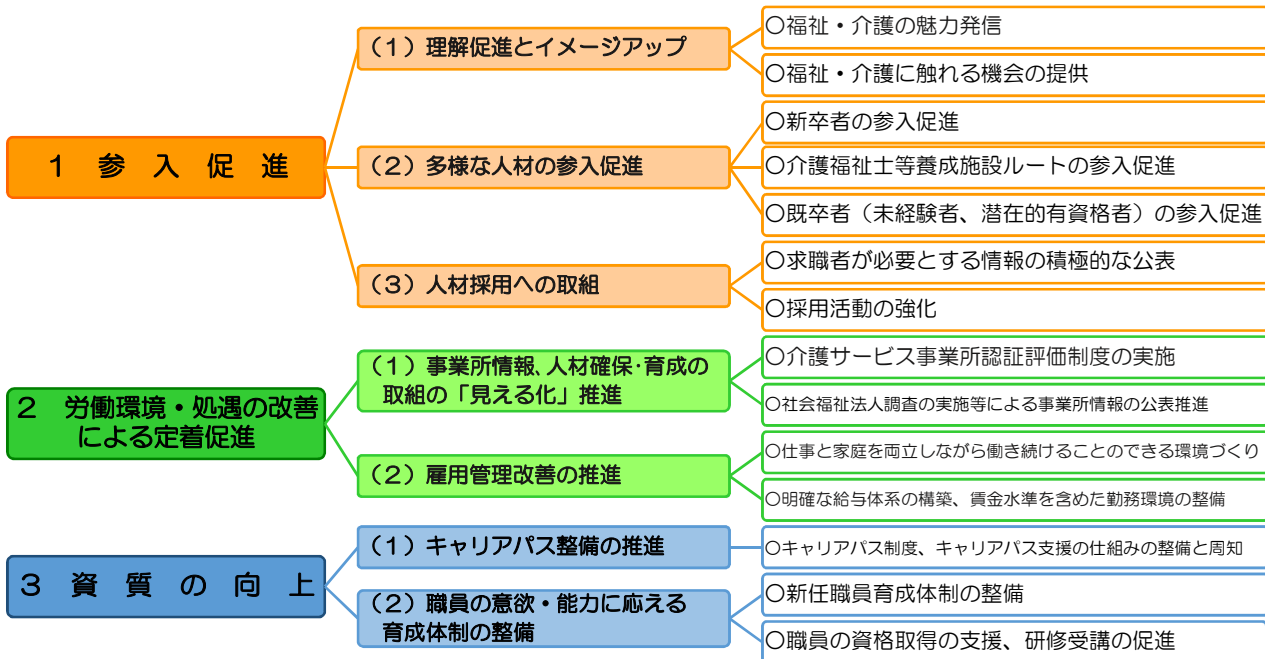 1 参入促進
(1)理解促進とイメージアップ
〇福祉・介護の魅力発信
〇福祉・介護に触れる機会の提供
(2)多様な人材の参入促進
〇新卒者の参入促進
〇介護福祉士等養成施設ルートの参入促進
〇既卒者(未経験者、潜在的有資格者)の参入促進
(3)人材採用への取組
〇求職者が必要とする情報の積極的な公表
〇採用活動の強化
2 労働環境・処遇の改善
による定着促進
(1)事業所情報、人材確保・育成の
取組の「見える化」推進
〇介護サービス事業所認証評価制度の実施
〇社会福祉法人調査の実施等による事業所情報の公表推進
(2)雇用管理改善の推進
〇仕事と家庭を両立しながら働き続けることのできる環境づくり
〇明確な給与体系の構築、賃金水準を含めた勤務環境の整備
3 資質の向上
(1)キャリアパス整備の推進
〇キャリアパス制度、キャリアパス支援の仕組みの整備と周知
(2)職員の意欲・能力に応える
育成体制の整備
〇新任職員育成体制の整備
〇職員の資格取得の支援、研修受講の促進